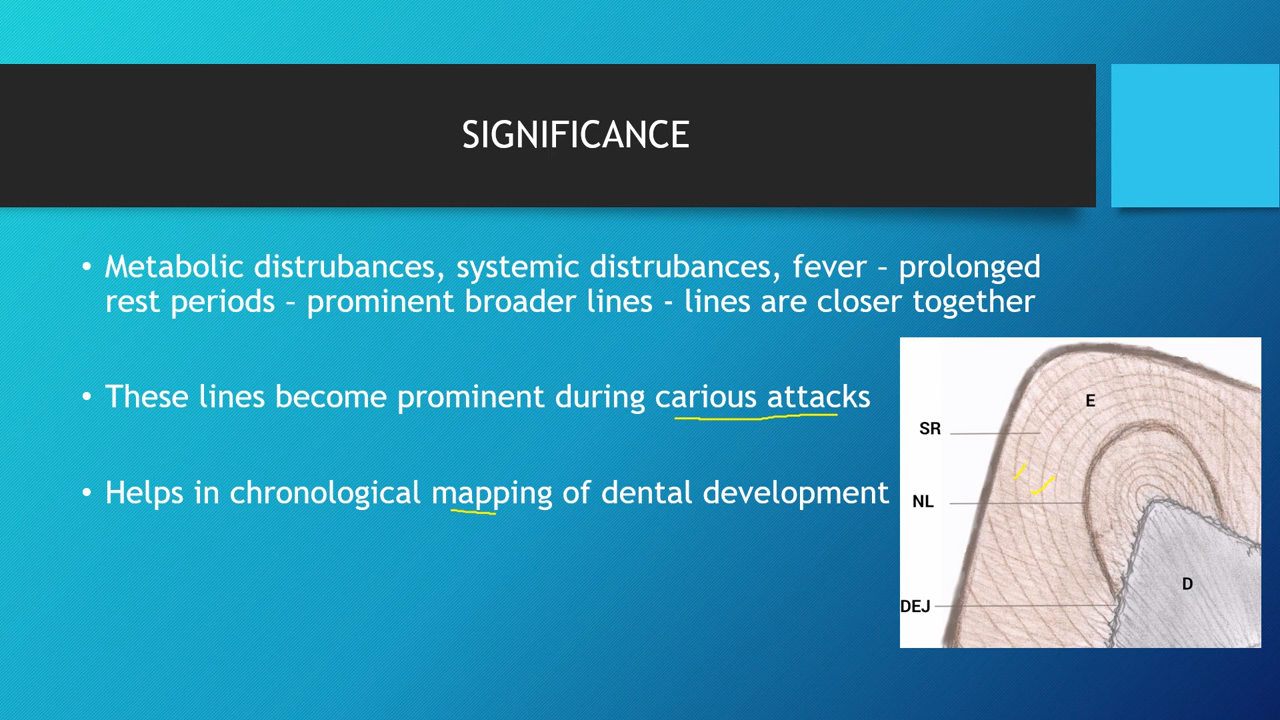 SIGNIFICANCE
• Metabolic distrubances, systemic distrubances, fever – prolonged
rest periods – prominent broader lines - lines are closer together
• These lines become prominent during carious attacks
• Helps in chronological mapping of dental development
E
SR
NL
D
DEJ